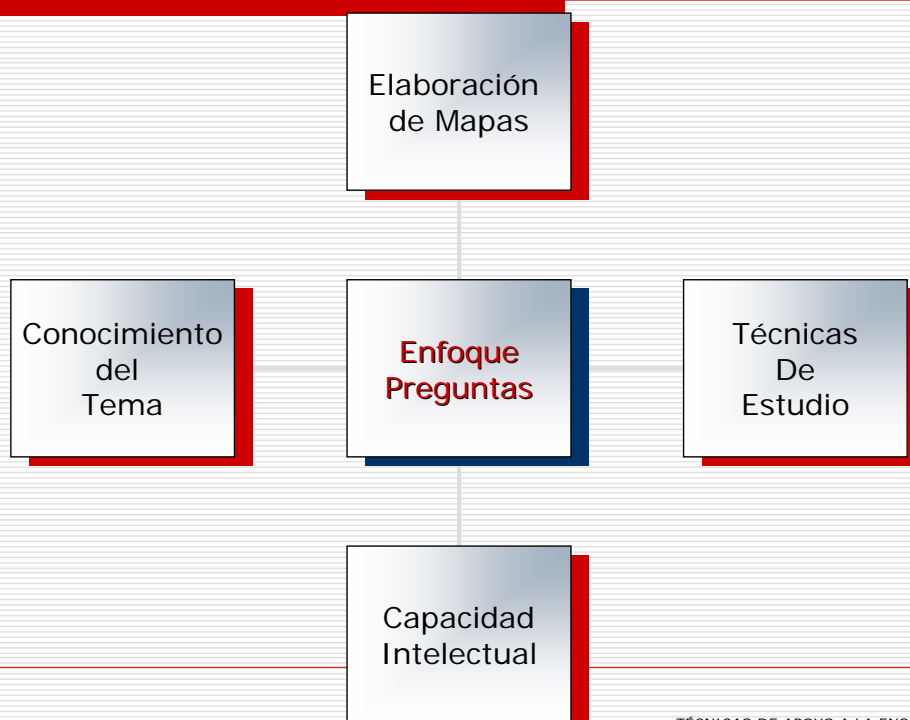 Elaboración
de Mapas
Conocimiento
del
Tema
Enfoque
Preguntas
Técnicas
De
Estudio
Capacidad
Intelectual